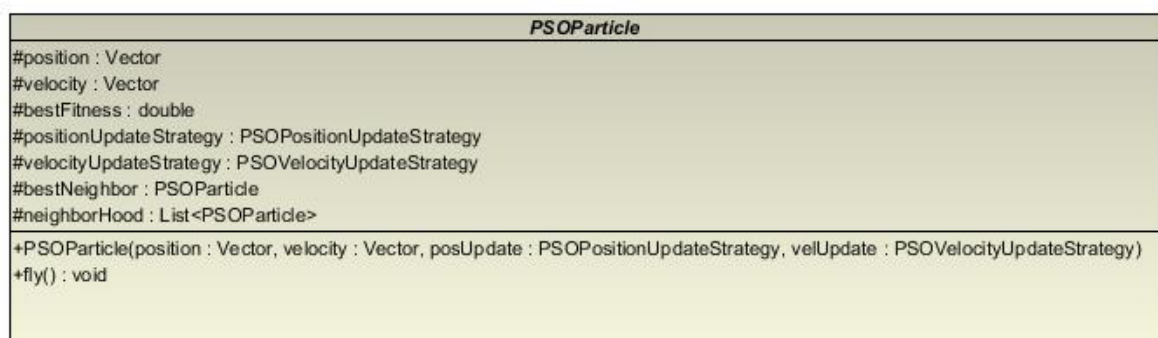 PSOParticle
#position : Vector
#velocity : Vector
#bestFitness : double
#positionUpdateStrategy : PSOPositionUpdateStrategy
#velocityUpdateStrategy : PSOVelocityUpdateStrategy
#bestNeighbor : PSOParticle
#neighborHood : List<PSOParticle>
+PSOParticle(position : Vector, velocity : Vector, posUpdate : PSOPositionUpdateStrategy, velUpdate : PSOVelocityUpdateStrategy)
+fly() : void